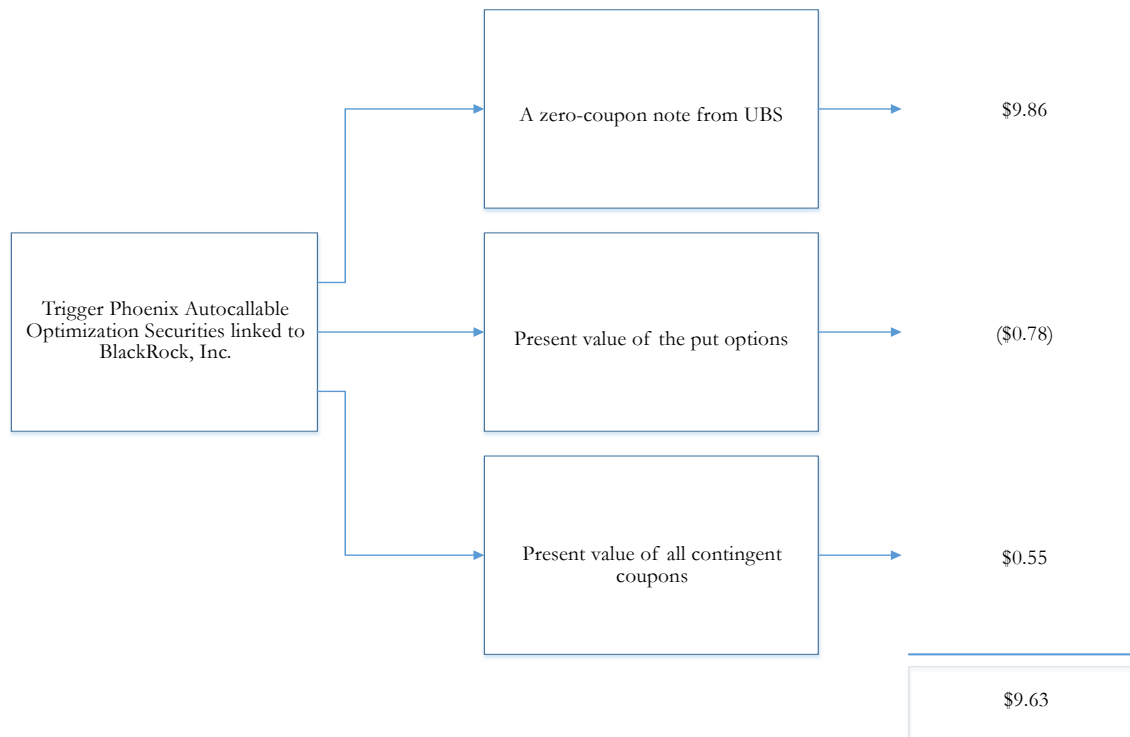 A zero-coupon note from UBS
$9.86
Trigger Phoenix Autocallable
Optimization Securities linked to
BlackRock, Inc.
Present value of the put options
($0.78)
Present value of all contingent
coupons
$0.55
$9.63